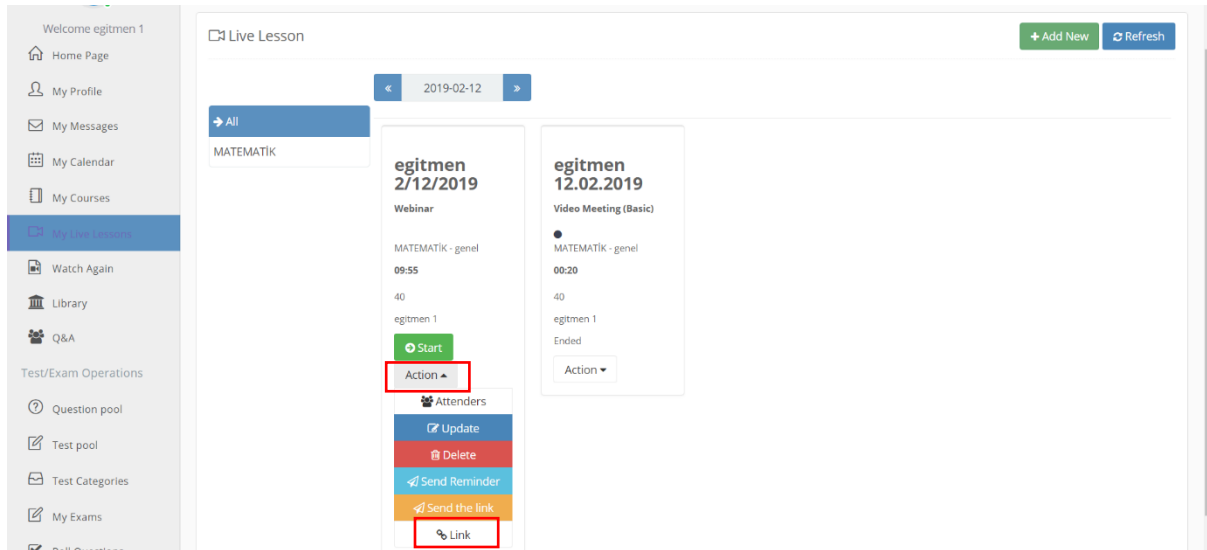 Welcome egitmen 1
Home Page
My Profile
My Messages
My Calendar
My Courses
My Live Lessons
Watch Again
Library
Q&A
Test/Exam Operations
Question pool
Test pool
Test Categories
My Exams
Live Lesson
+ Add New
Refresh
«
2019-02-12
»
All
MATEMATİK
egitmen
2/12/2019
Webinar
MATEMATİK - genel
09:55
40
egitmen 1
Start
Action
Attenders
Update
Delete
Send Reminder
Send the link
Link
egitmen
12.02.2019
Video Meeting (Basic)
MATEMATİK - genel
00:20
40
egitmen 1
Ended
Action